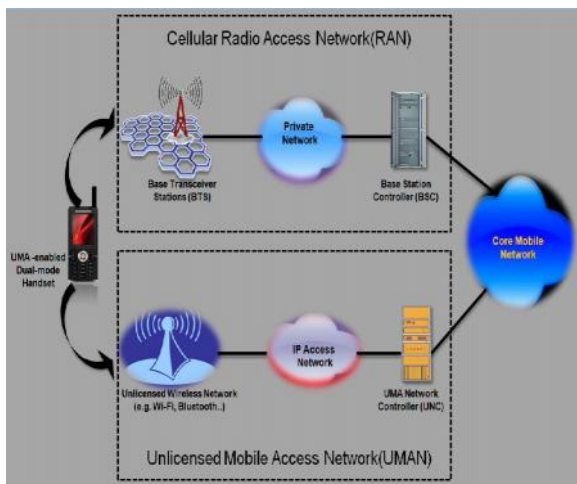 Cellular Radio Access Network(RAN)
Private
Network
Base Transceiver
Stations (BTS)
Base Station
Controller (BSC)
UMA -enabled
Dual-mode
Handset
Core Mobile
Network
IP Access
Network
Unlicensed Wireless Network
(e.g. Wi-Fi, Bluetooth..)
UMA Network
Controller (UNC)
Unlicensed Mobile Access Network(UMAN)